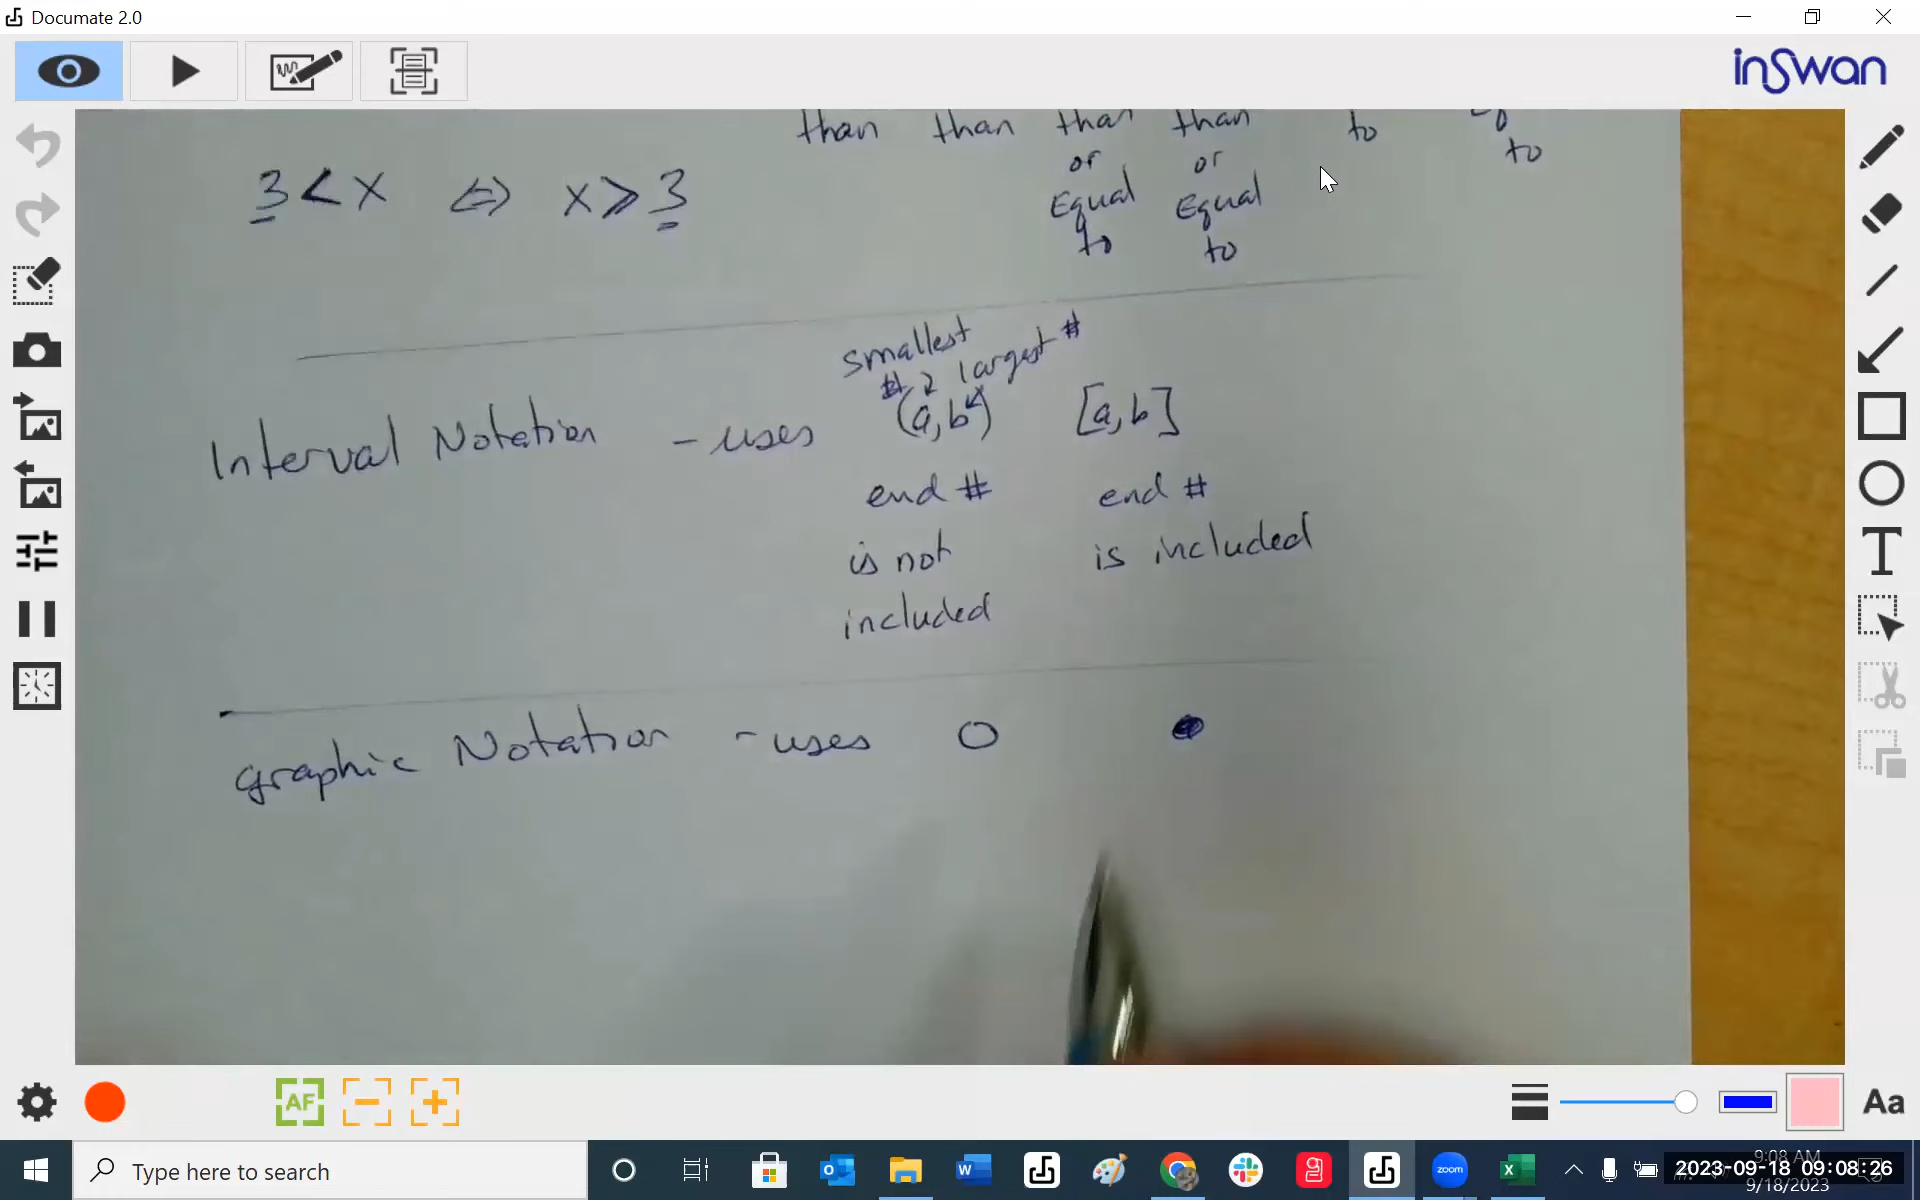 Documate 2.0
inSwan
than than than than to to
or or
3 < x ⇔ x > 3 Equal Equal
to to
smallest
# largest #
Interval Notation - uses (a,b) [a,b]
end # end #
is not is included
included
graphic Notation - uses O ●
T
AF
Aa
Type here to search
zoom
9:08 AM
2023-09-18 09:08:26
9/18/2023